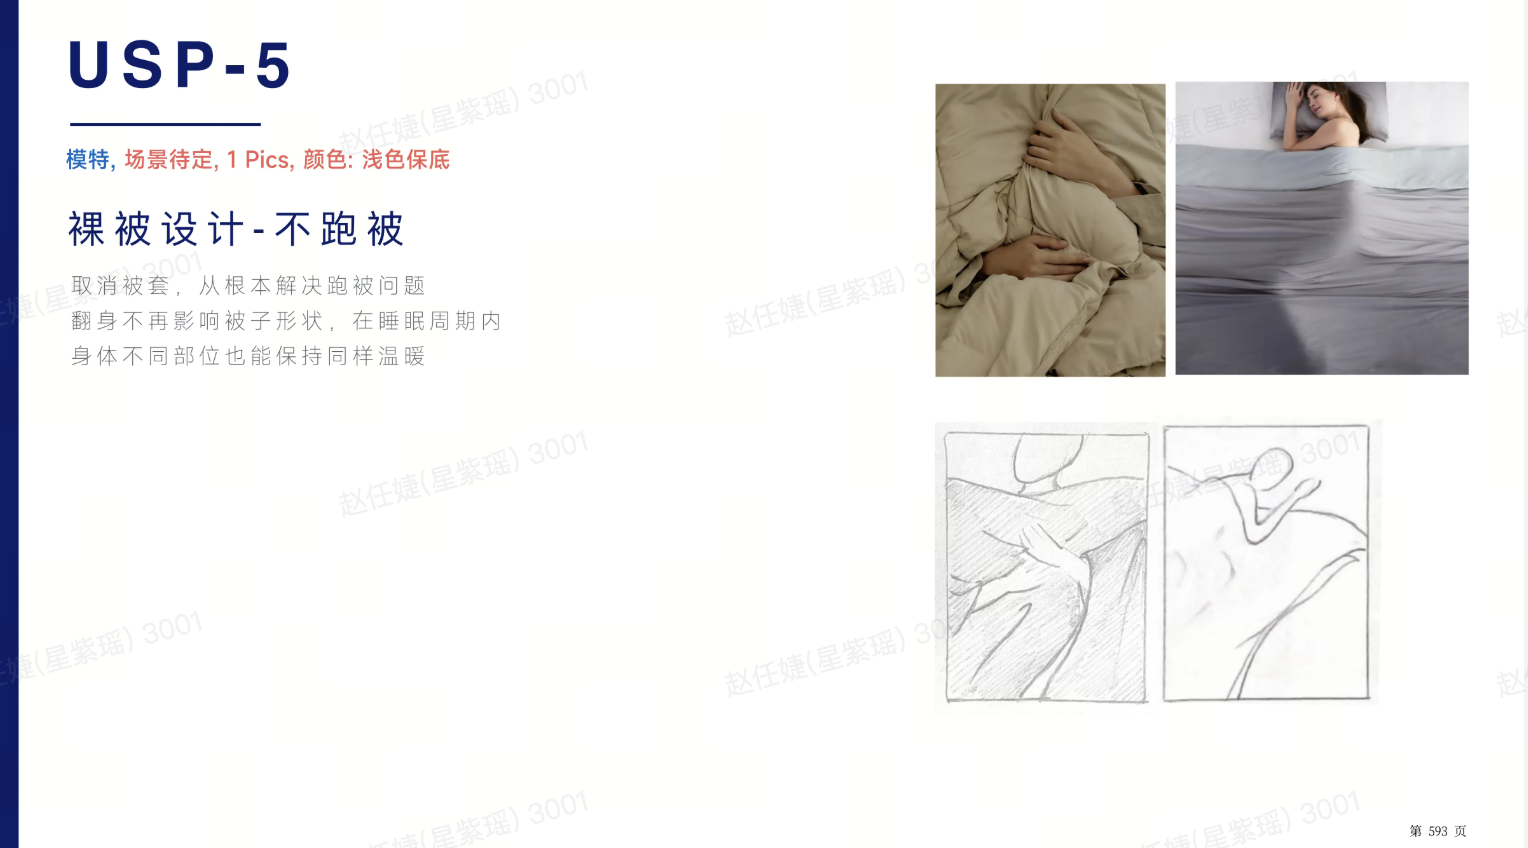 USP-5
模特, 场景待定, 1 Pics, 颜色: 浅色保底
裸被设计-不跑被
取消被套，从根本解决跑被问题
翻身不再影响被子形状，在睡眠周期内
身体不同部位也能保持同样温暖
赵任婕(星紫瑶) 3001
第 593 页